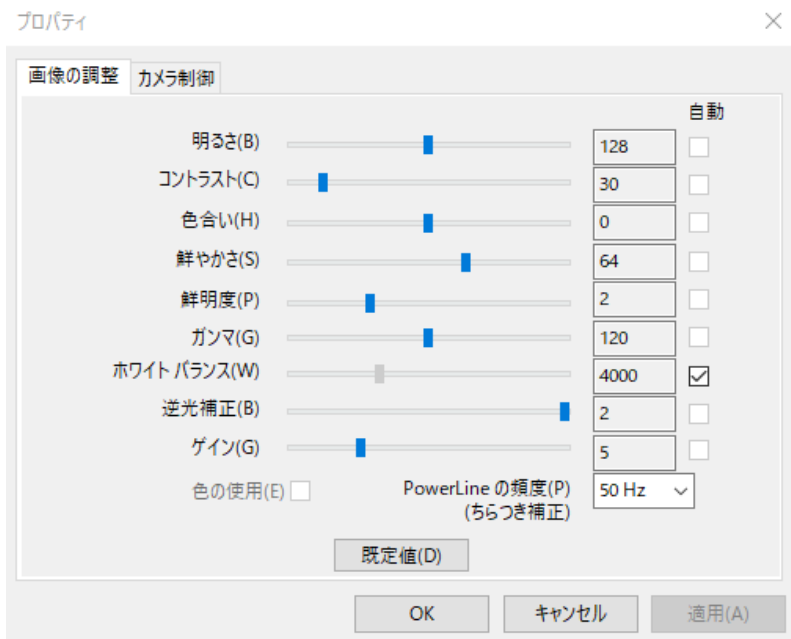 プロパティ
画像の調整 カメラ制御
自動
明るさ(B) 128
コントラスト(C) 30
色合い(H) 0
鮮やかさ(S) 64
鮮明度(P) 2
ガンマ(G) 120
ホワイト バランス(W) 4000
逆光補正(B) 2
ゲイン(G) 5
色の使用(E) PowerLine の頻度(P) 50 Hz
(ちらつき補正)
既定値(D)
OK キャンセル 適用(A)